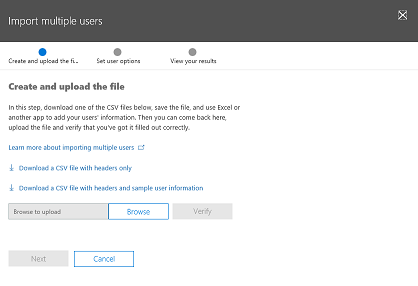 Import multiple users
Create and upload the fi...
Set user options
View your results
Create and upload the file
In this step, download one of the CSV files below, save the file, and use Excel or
another app to add your users' information. Then you can come back here,
upload the file and verify that you've got it filled out correctly.
Learn more about importing multiple users
Download a CSV file with headers only
Download a CSV file with headers and sample user information
Browse to upload
Browse
Verify
Next
Cancel